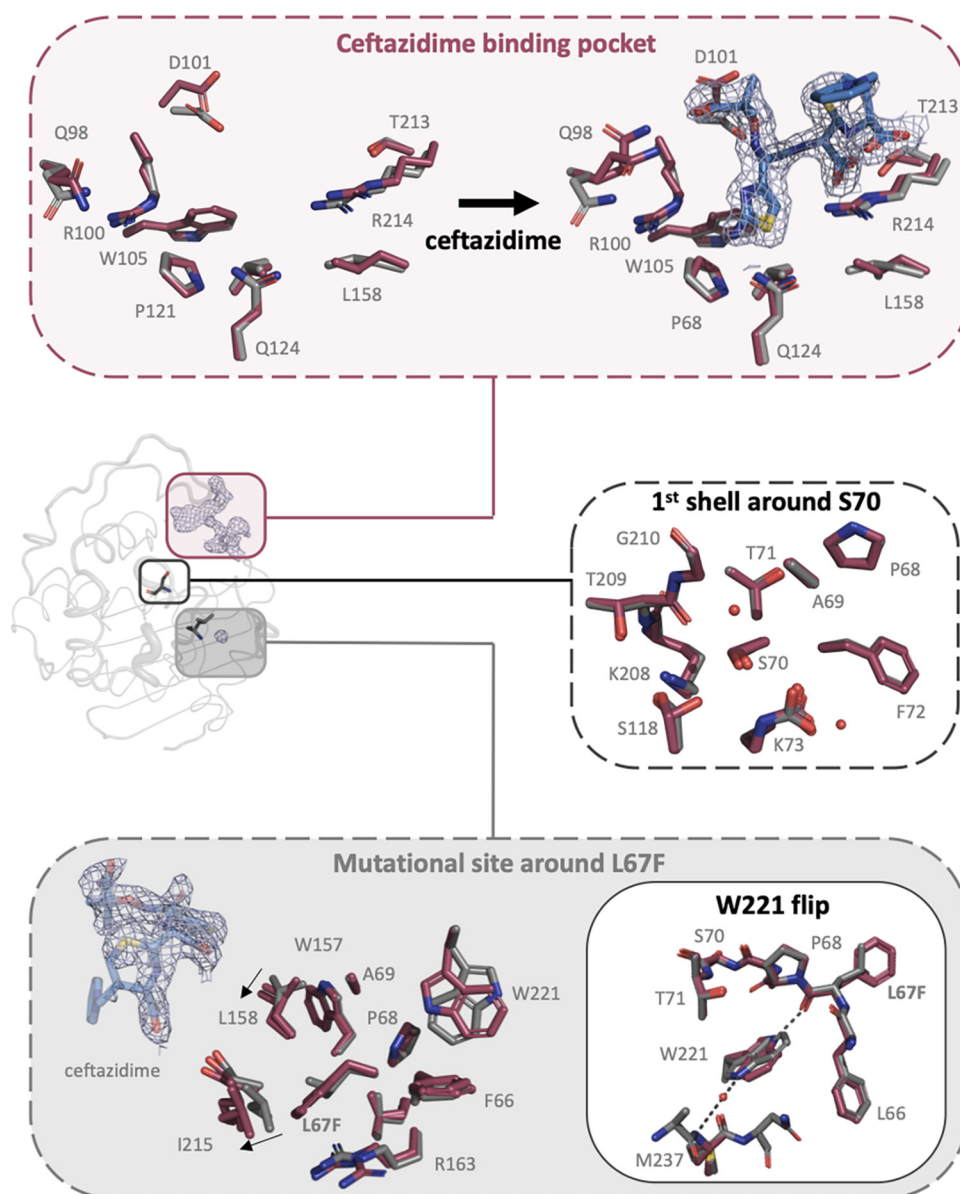 Ceftazidime binding pocket
D101
Q98
T213
R100
W105
R214
P121
L158
Q124
ceftazidime
D101
Q98
T213
R100
R214
W105
P68
L158
Q124
1st shell around S70
G210
T71
P68
T209
A69
K208
S70
S118
F72
K73
Mutational site around L67F
ceftazidime
W157
A69
L158
P68
W221
I215
L67F
F66
R163
W221 flip
S70
P68
T71
L67F
W221
L66
M237